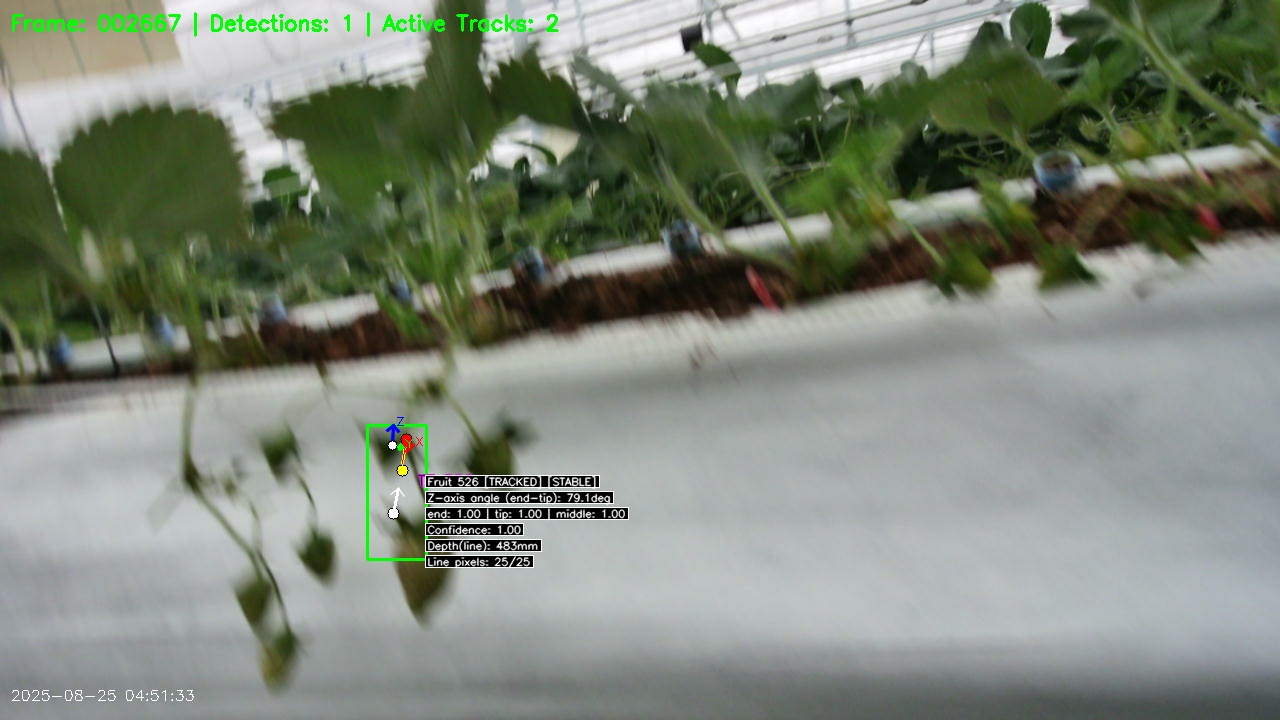 Frame: 002667 | Detections: 1 | Active Tracks: 2
Z
X
Fruit 526 [TRACKED] [STABLE]
Z-axis angle (end-tip): 79.1deg
end: 1.00 | tip: 1.00 | middle: 1.00
Confidence: 1.00
Depth(line): 483mm
Line pixels: 25/25
2025-08-25 04:51:33